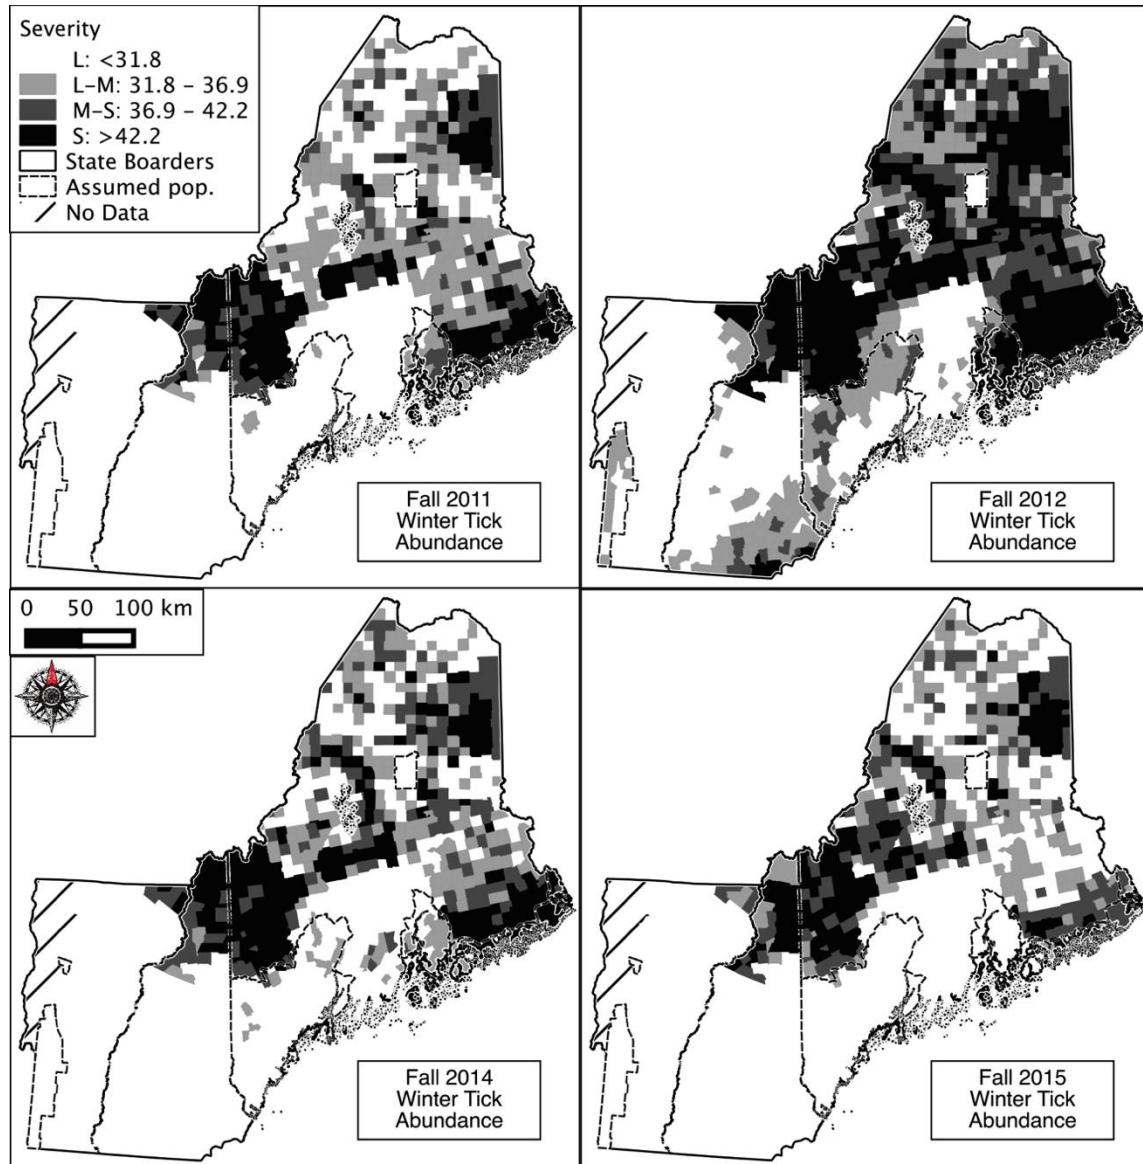 Severity
L: <31.8
L-M: 31.8 - 36.9
M-S: 36.9 - 42.2
S: >42.2
State Boarders
Assumed pop.
No Data
Fall 2011
Winter Tick
Abundance
Fall 2012
Winter Tick
Abundance
0 50 100 km
Fall 2014
Winter Tick
Abundance
Fall 2015
Winter Tick
Abundance